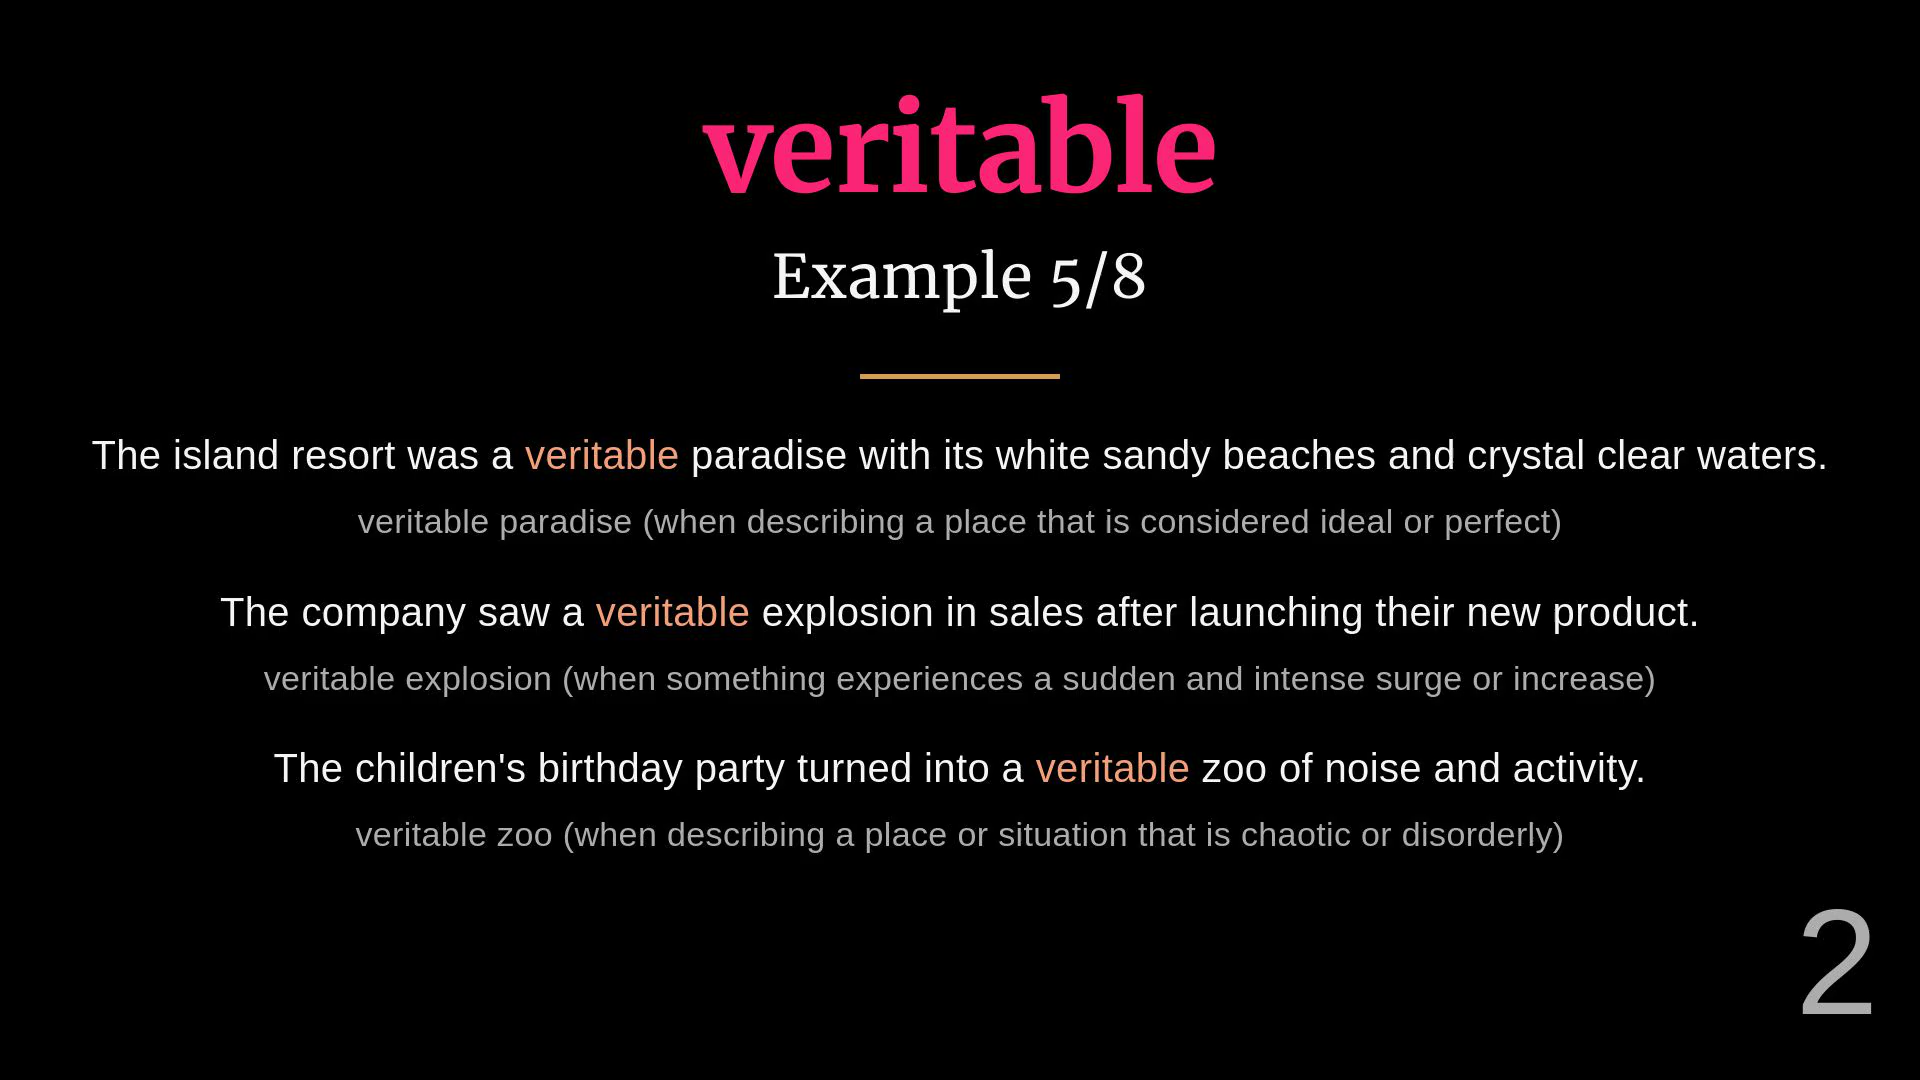 veritable
Example 5/8
The island resort was a veritable paradise with its white sandy beaches and crystal clear waters.
veritable paradise (when describing a place that is considered ideal or perfect)
The company saw a veritable explosion in sales after launching their new product.
veritable explosion (when something experiences a sudden and intense surge or increase)
The children's birthday party turned into a veritable zoo of noise and activity.
veritable zoo (when describing a place or situation that is chaotic or disorderly)
2